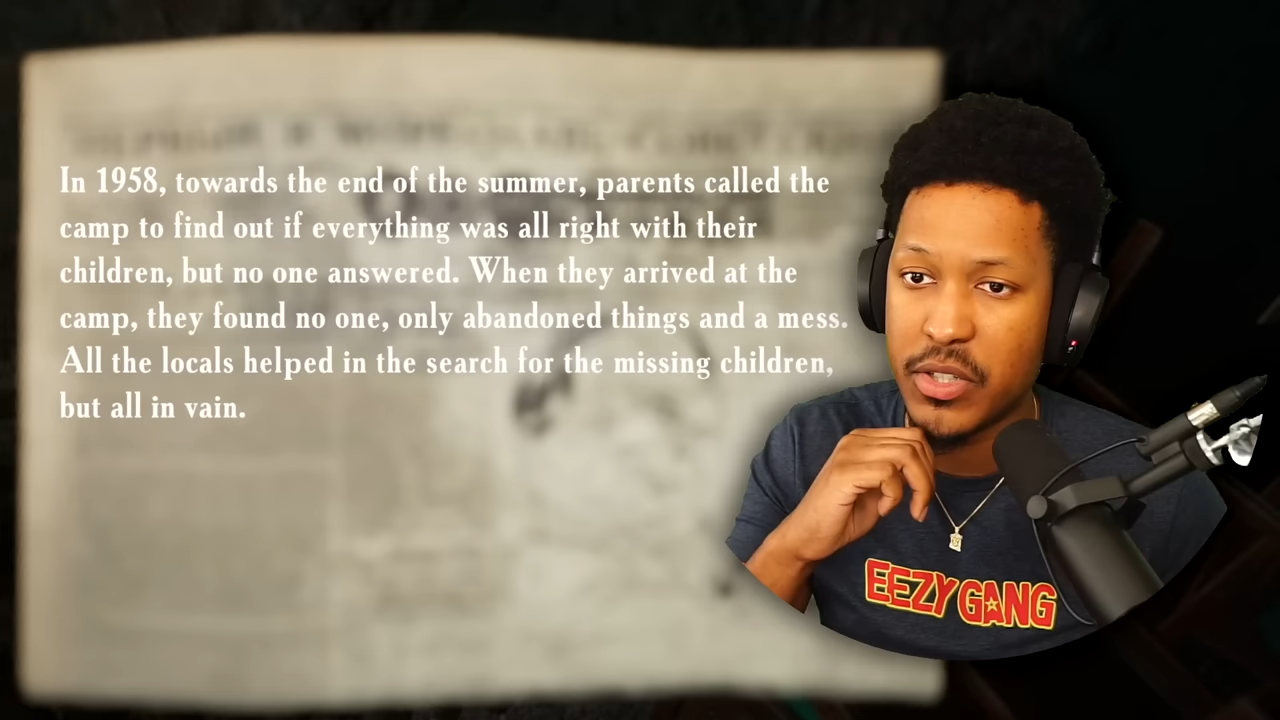 In 1958, towards the end of the summer, parents called the
camp to find out if everything was all right with their
children, but no one answered. When they arrived at the
camp, they found no one, only abandoned things and a mess.
All the locals helped in the search for the missing children,
but all in vain.
EEZY GANG